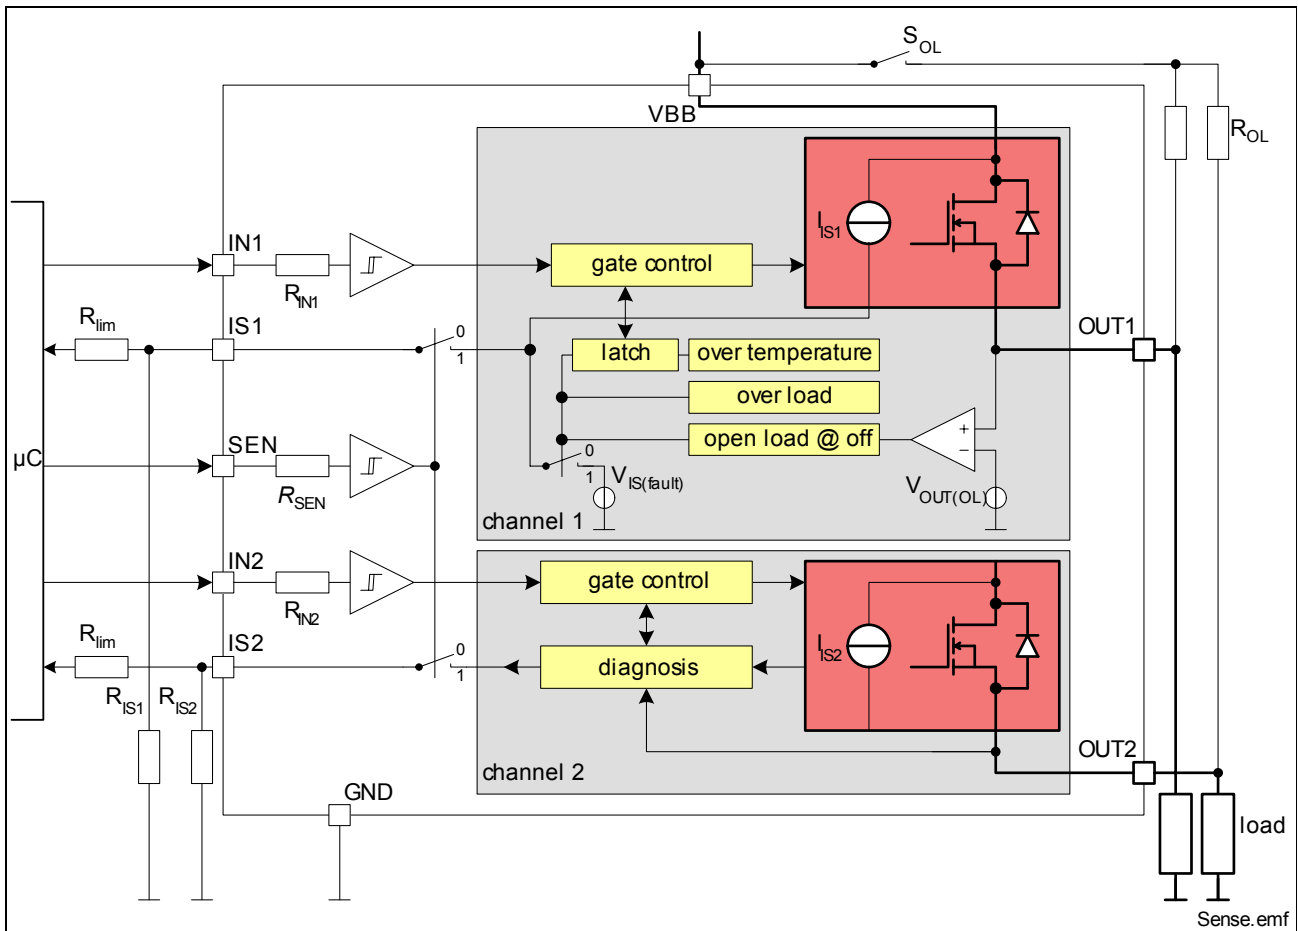 S_OL
VBB
R_OL
IN1
I_IS1
gate control
R_IN1
R_lim
IS1
0
1
OUT1
latch
over temperature
over load
SEN
open load @ off
+
−
µC
0
1
V_IS(fault)
V_OUT(OL)
R_SEN
channel 1
IN2
gate control
R_IN2
R_lim
IS2
0
1
diagnosis
I_IS2
R_IS1
R_IS2
OUT2
channel 2
GND
load
Sense.emf